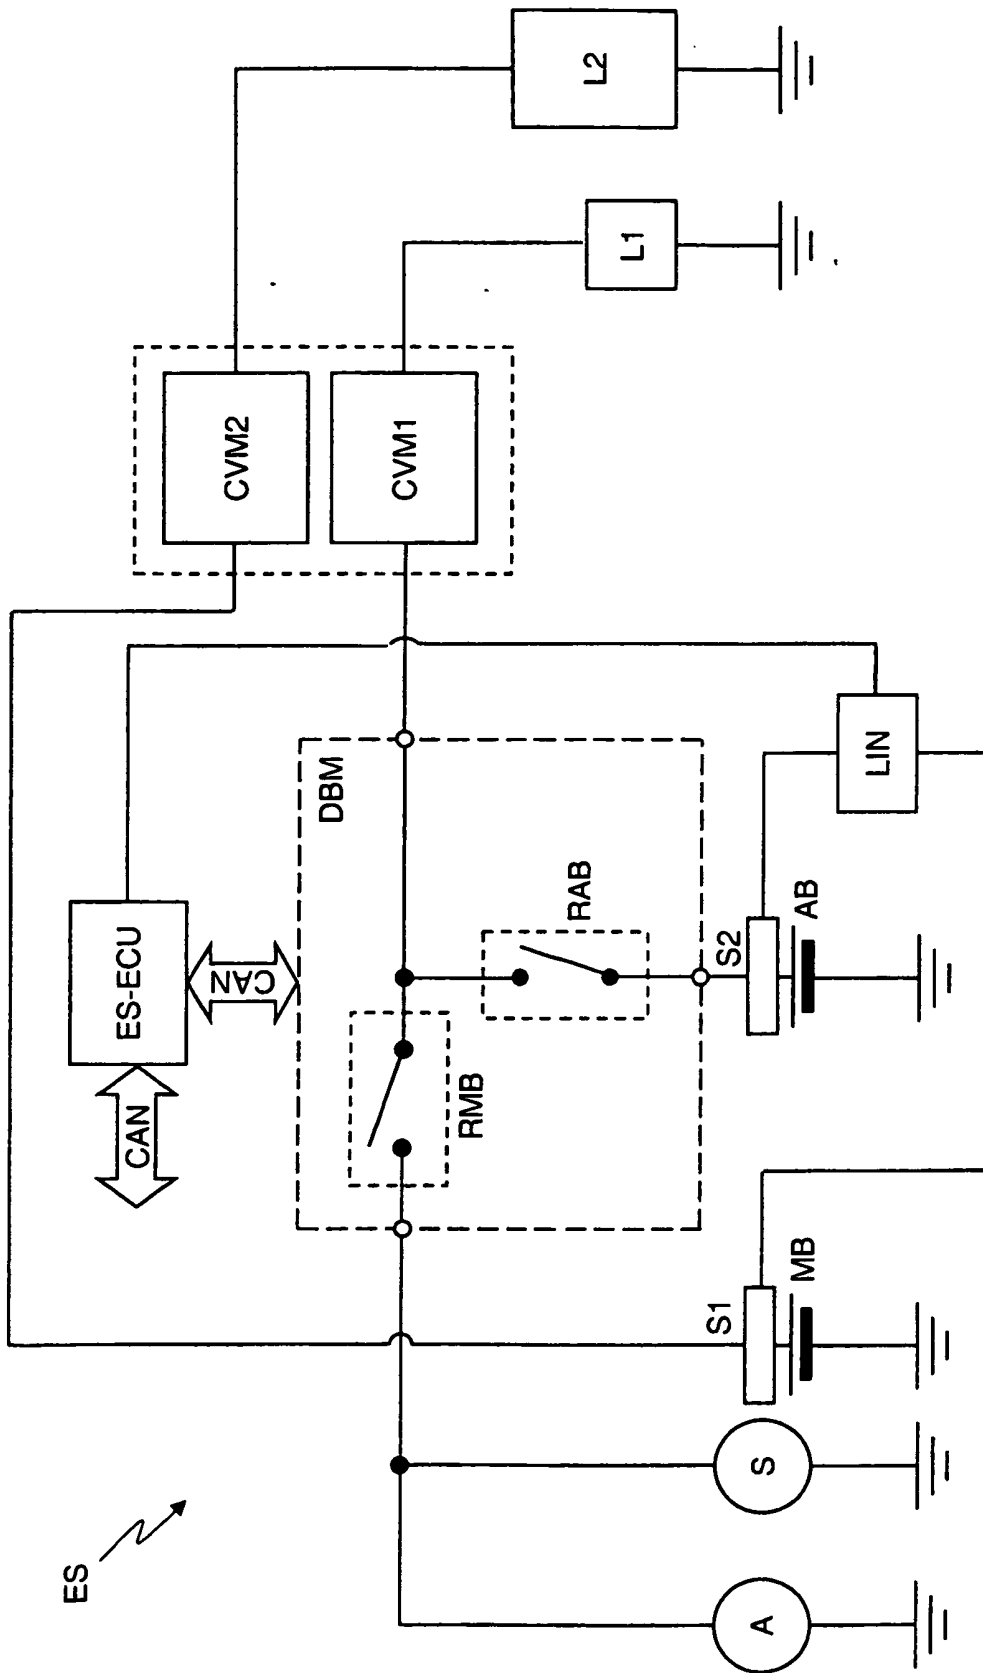 ES
A
S
S1
MB
CAN
ES-ECU
CAN
DBM
RMB
RAB
S2
AB
LIN
CVM2
CVM1
L1
L2